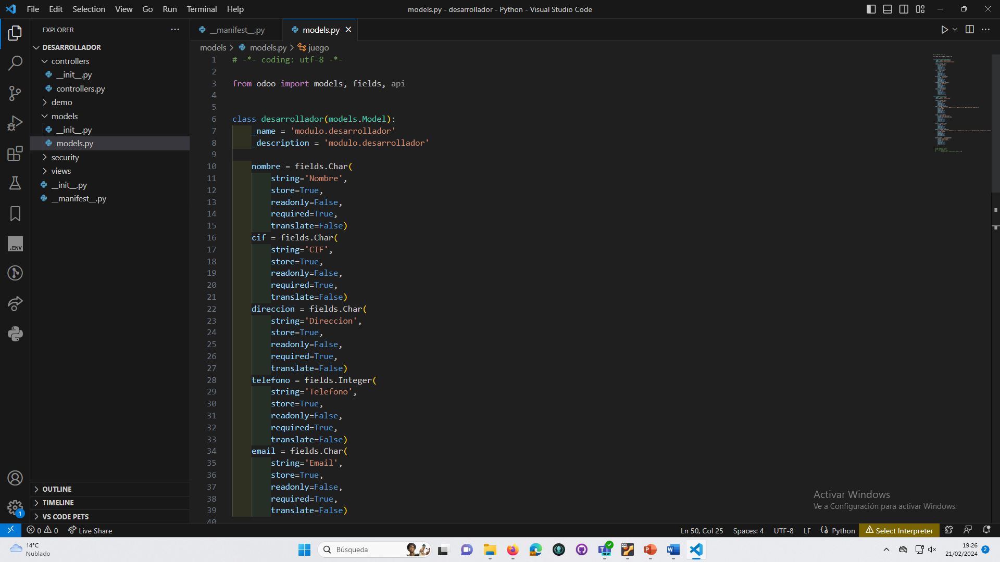 File Edit Selection View Go Run Terminal Help
models.py - desarrollador - Python - Visual Studio Code
EXPLORER
DESARROLLADOR
controllers
__init__.py
controllers.py
demo
models
__init__.py
models.py
security
views
__init__.py
__manifest__.py
OUTLINE
TIMELINE
VS CODE PETS
.ENV
1
__manifest__.py
models.py
models > models.py > juego
1 # -*- coding: utf-8 -*-
2
3 from odoo import models, fields, api
4
5
6 class desarrollador(models.Model):
7 _name = 'modulo.desarrollador'
8 _description = 'modulo.desarrollador'
9
10 nombre = fields.Char(
11 string='Nombre',
12 store=True,
13 readonly=False,
14 required=True,
15 translate=False)
16 cif = fields.Char(
17 string='CIF',
18 store=True,
19 readonly=False,
20 required=True,
21 translate=False)
22 direccion = fields.Char(
23 string='Direccion',
24 store=True,
25 readonly=False,
26 required=True,
27 translate=False)
28 telefono = fields.Integer(
29 string='Telefono',
30 store=True,
31 readonly=False,
32 required=True,
33 translate=False)
34 email = fields.Char(
35 string='Email',
36 store=True,
37 readonly=False,
38 required=True,
39 translate=False)
40
Activar Windows
Ve a Configuración para activar Windows.
0 0 Live Share
Ln 50, Col 25 Spaces: 4 UTF-8 LF Python Select Interpreter
14°C
Nublado
Búsqueda
NEW
19:26
21/02/2024
2